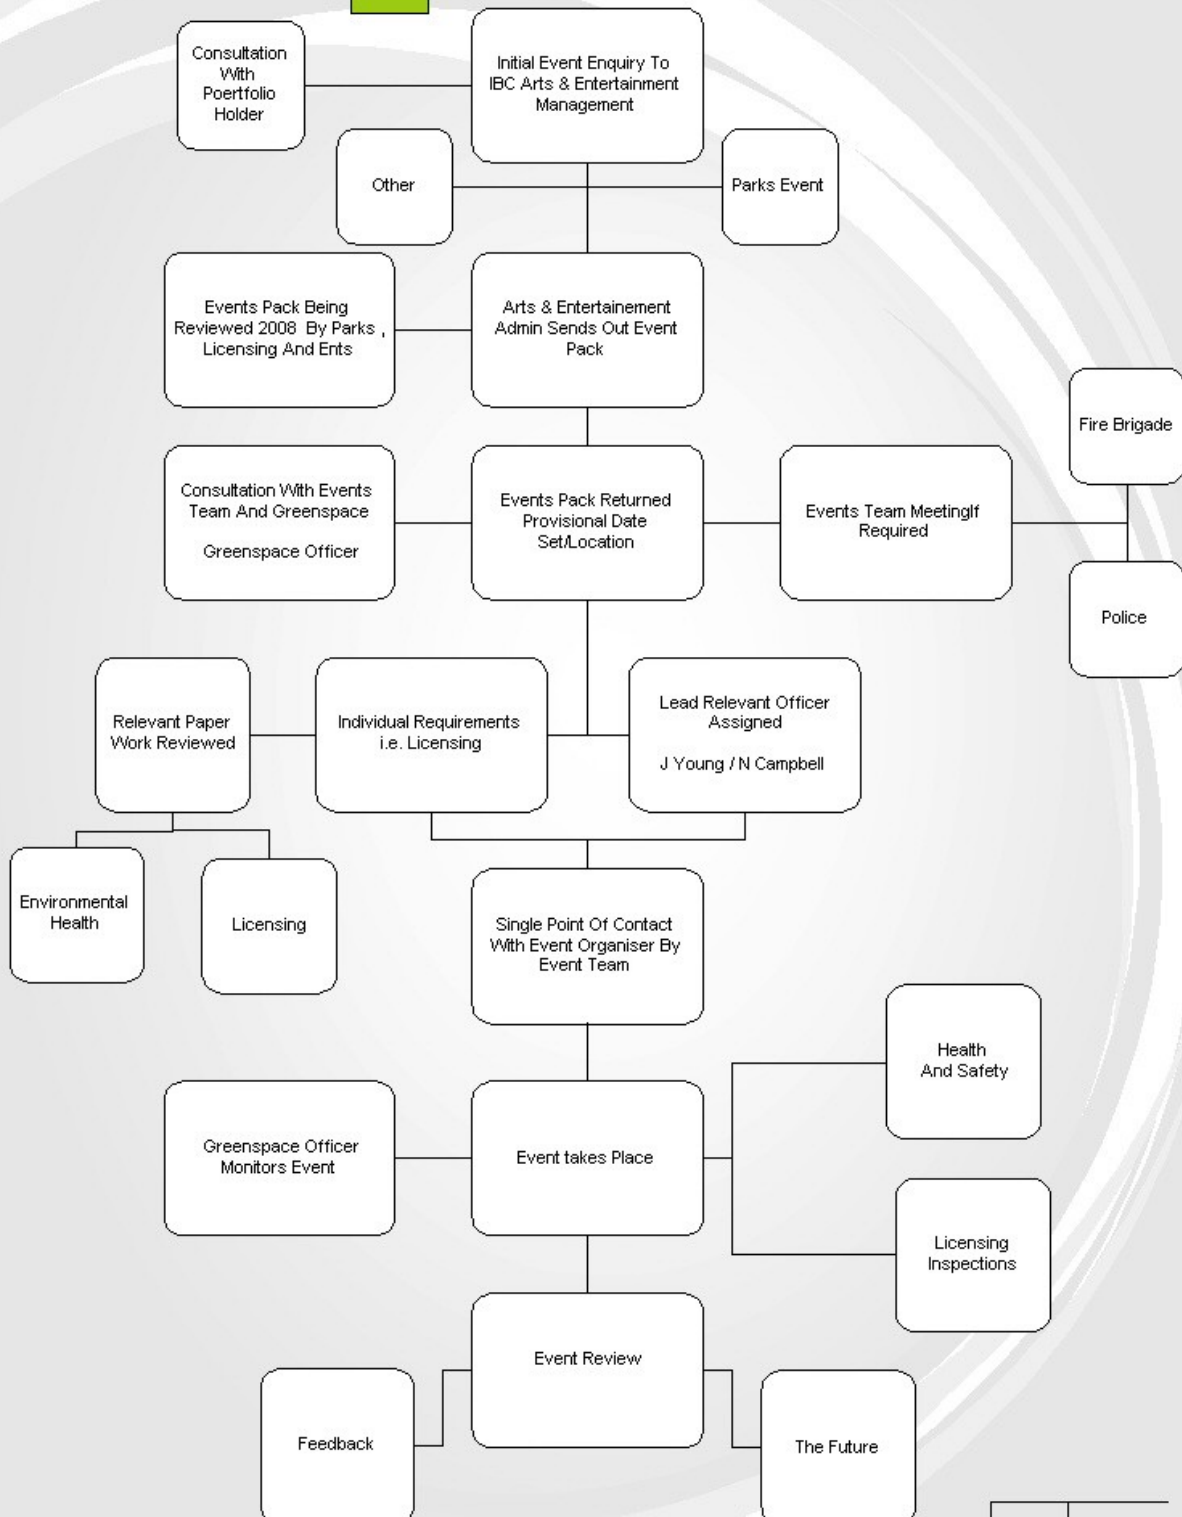 Consultation
With
Poertfolio
Holder
Initial Event Enquiry To
IBC Arts & Entertainment
Management
Other
Parks Event
Events Pack Being
Reviewed 2008 By Parks ,
Licensing And Ents
Arts & Entertainement
Admin Sends Out Event
Pack
Fire Brigade
Consultation With Events
Team And Greenspace
Greenspace Officer
Events Pack Returned
Provisional Date
Set/Location
Events Team MeetingIf
Required
Police
Relevant Paper
Work Reviewed
Individual Requirements
i.e. Licensing
Lead Relevant Officer
Assigned
J Young / N Campbell
Environmental
Health
Licensing
Single Point Of Contact
With Event Organiser By
Event Team
Health
And Safety
Greenspace Officer
Monitors Event
Event takes Place
Licensing
Inspections
Event Review
Feedback
The Future